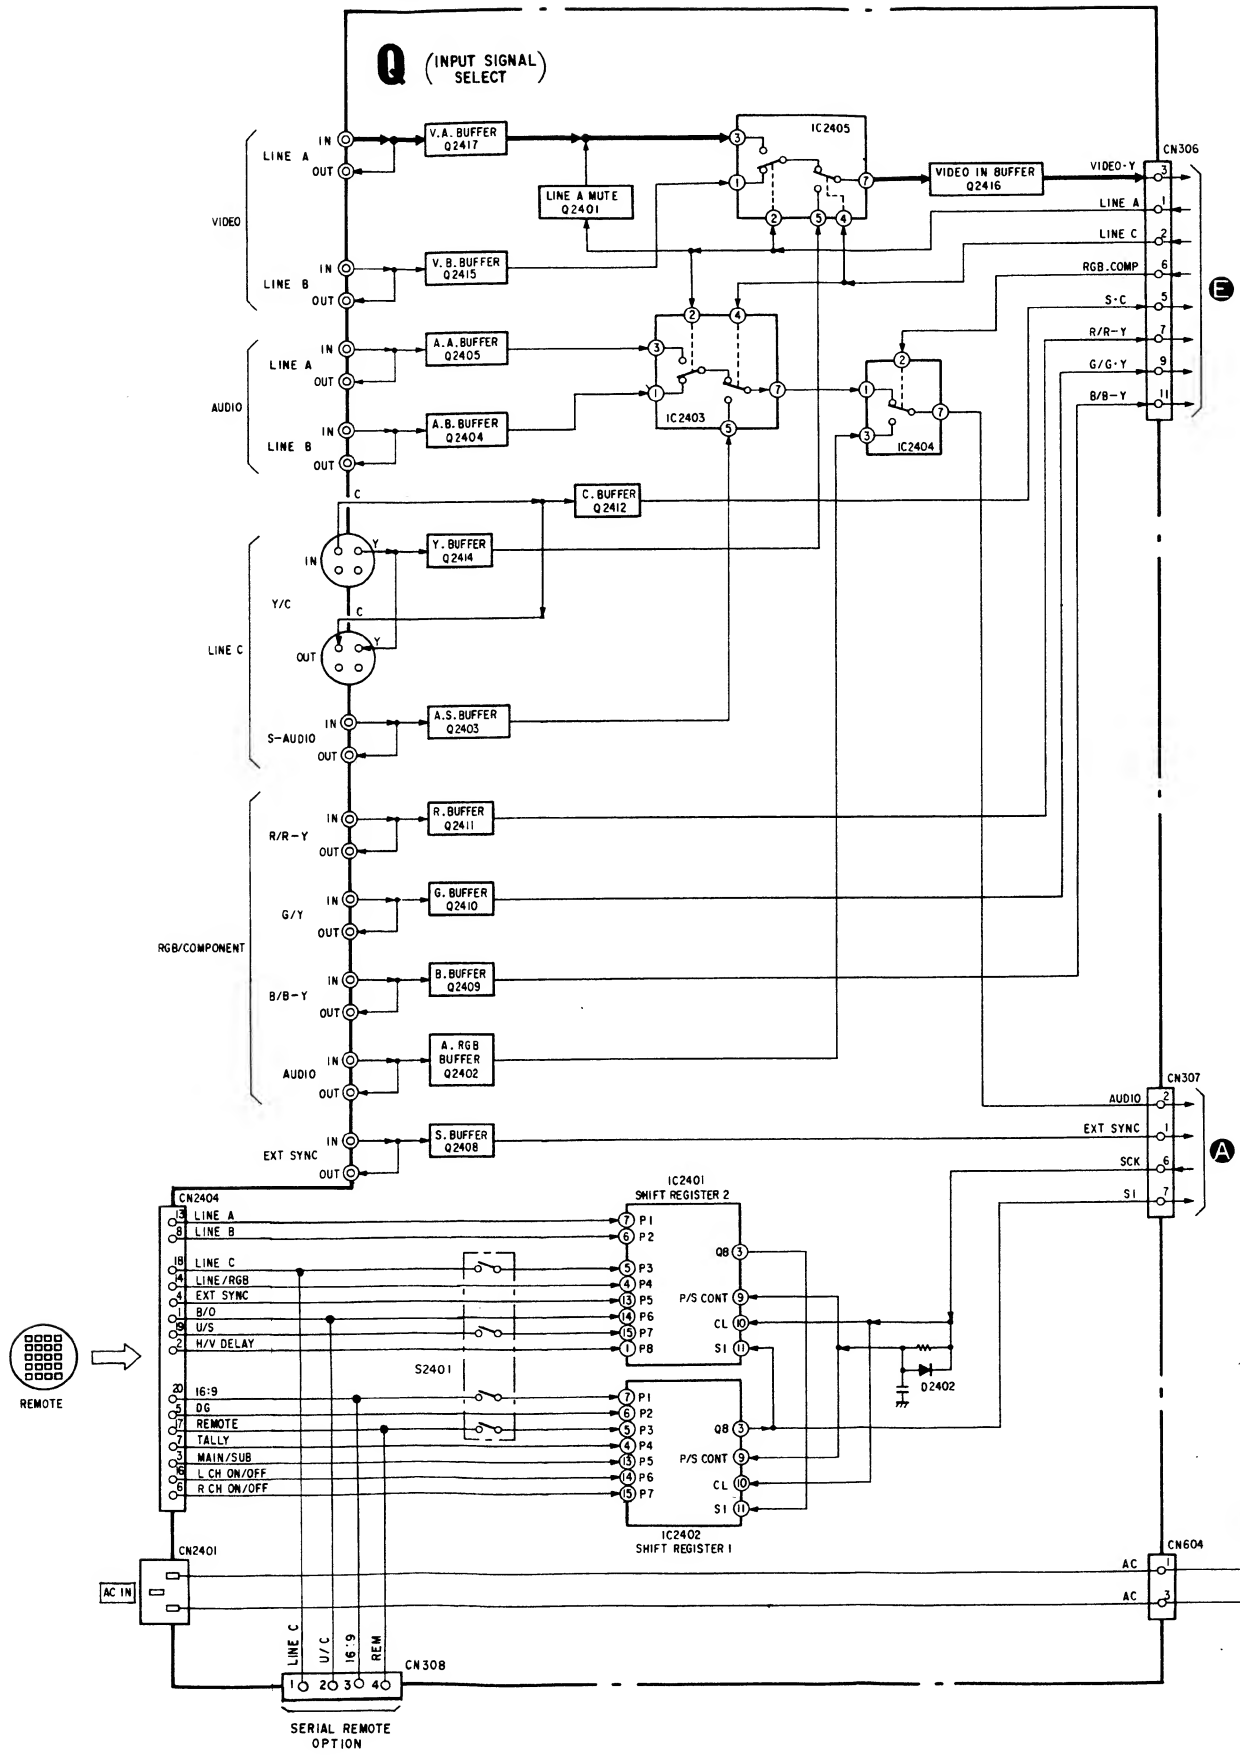 Q (INPUT SIGNAL SELECT)
IN
LINE A
OUT
VIDEO
IN
LINE B
OUT
V.A.BUFFER
Q2417
LINE A MUTE
Q2401
V.B.BUFFER
Q2415
IC2405
3
1
2
5
4
7
VIDEO IN BUFFER
Q2416
CN306
VIDEO-Y
3
LINE A
1
LINE C
2
RGB.COMP
6
S-C
5
R/R-Y
7
G/G-Y
9
B/B-Y
11
E
IN
LINE A
OUT
AUDIO
IN
LINE B
OUT
A.A.BUFFER
Q2405
A.B.BUFFER
Q2404
2
4
3
1
7
IC2403
5
2
1
7
3
IC2404
C
C.BUFFER
Q2412
IN
Y
Y.BUFFER
Q2414
Y/C
C
OUT
Y
LINE C
IN
S-AUDIO
OUT
A.S.BUFFER
Q2403
IN
R/R-Y
OUT
R.BUFFER
Q2411
IN
G/Y
OUT
G.BUFFER
Q2410
RGB/COMPONENT
IN
B/B-Y
OUT
B.BUFFER
Q2409
IN
AUDIO
OUT
A.RGB
BUFFER
Q2402
CN307
AUDIO
2
EXT SYNC
1
SCK
6
SI
7
A
IN
EXT SYNC
OUT
S.BUFFER
Q2408
CN2404
13 LINE A
8 LINE B
18 LINE C
14 LINE/RGB
4 EXT SYNC
1 B/O
19 U/S
2 H/V DELAY
20 16:9
5 DG
17 REMOTE
7 TALLY
3 MAIN/SUB
16 L CH ON/OFF
6 R CH ON/OFF
S2401
REMOTE
IC2401
SHIFT REGISTER 2
7 P1
6 P2
5 P3
4 P4
13 P5
14 P6
15 P7
1 P8
Q8 3
P/S CONT 9
CL 10
SI 11
D2402
7 P1
6 P2
5 P3
4 P4
13 P5
14 P6
15 P7
Q8 3
P/S CONT 9
CL 10
SI 11
IC2402
SHIFT REGISTER 1
CN2401
AC IN
CN604
AC
1
AC
3
LINE C
U/C
16:9
REM
CN308
1 2 3 4
SERIAL REMOTE
OPTION